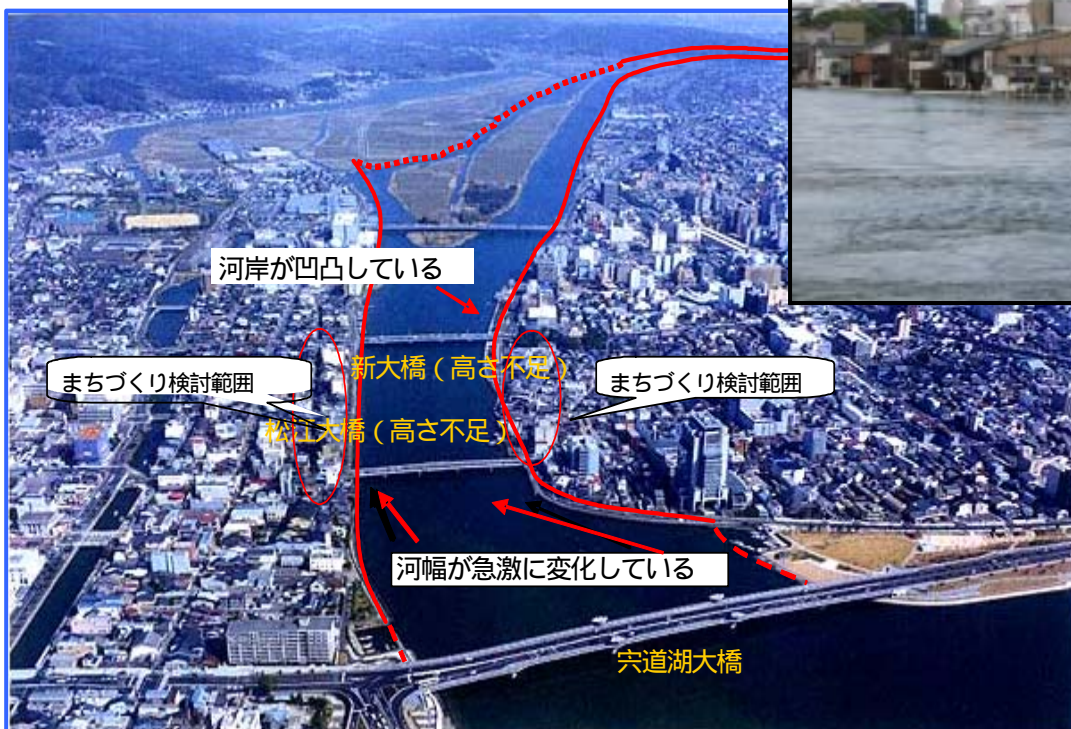 河岸が凹凸している
新大橋（高さ不足）
まちづくり検討範囲
まちづくり検討範囲
松江大橋（高さ不足）
河幅が急激に変化している
宍道湖大橋